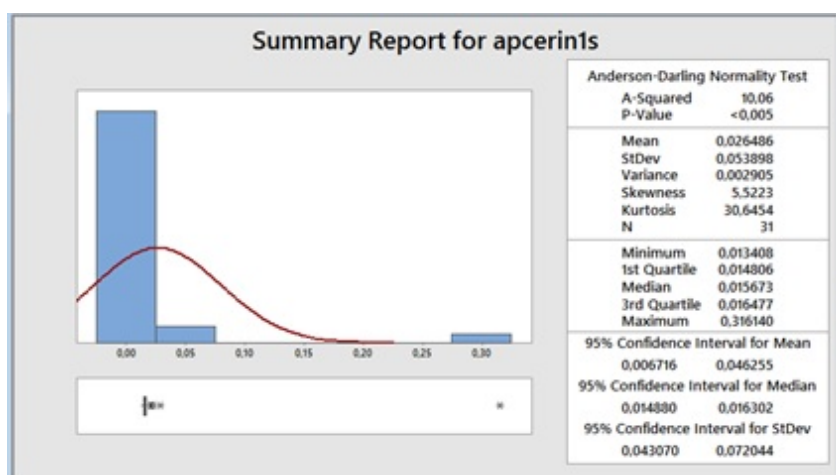 Summary Report for apcerin1s
Anderson-Darling Normality Test
A-Squared 10,06
P-Value <0,005
Mean 0,026486
StDev 0,053898
Variance 0,002905
Skewness 5,5223
Kurtosis 30,6454
N 31
Minimum 0,013408
1st Quartile 0,014806
Median 0,015673
3rd Quartile 0,016477
Maximum 0,316140
95% Confidence Interval for Mean
0,006716 0,046255
95% Confidence Interval for Median
0,014880 0,016302
95% Confidence Interval for StDev
0,043070 0,072044
0,00 0,05 0,10 0,15 0,20 0,25 0,30